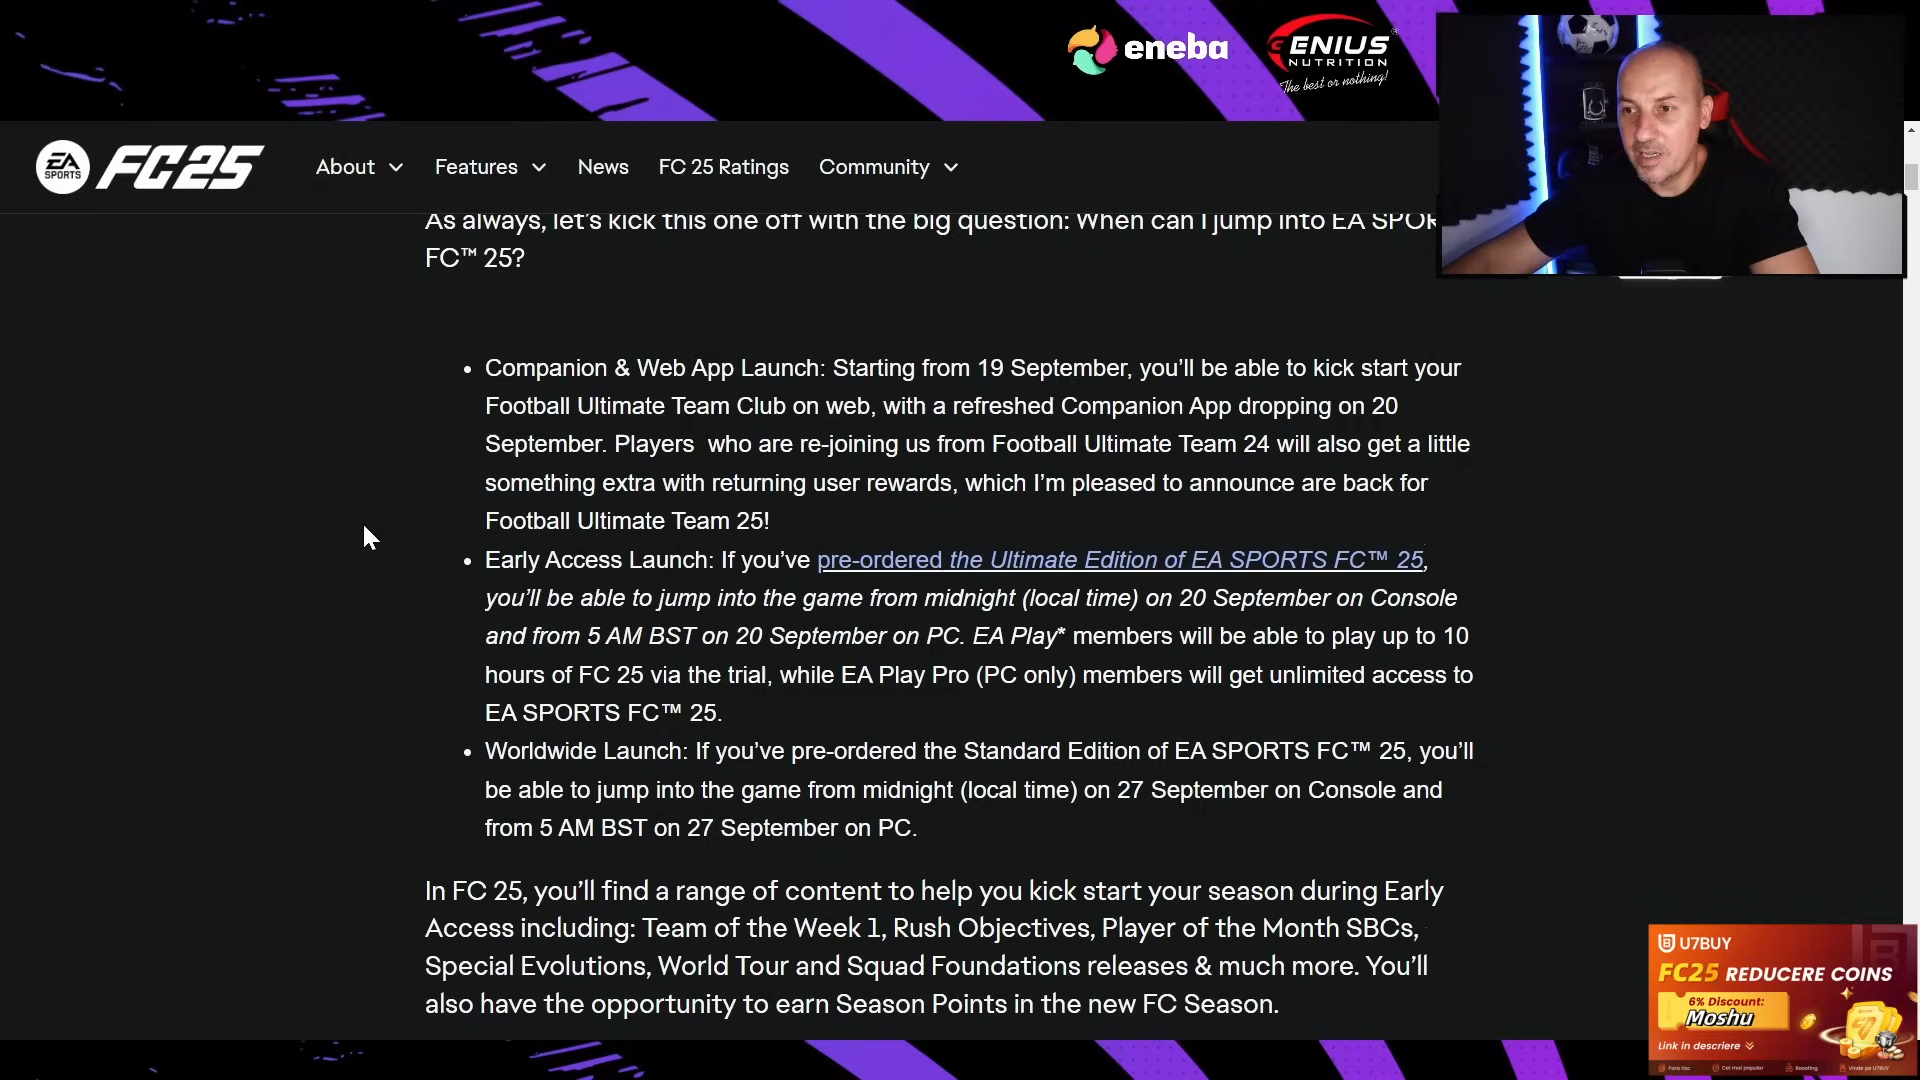 eneba
GENIUS
NUTRITION
The best or nothing!
EA
SPORTS
FC25
About
Features
News
FC 25 Ratings
Community
As always, let’s kick this one off with the big question: When can I jump into EA SPOR
FC™ 25?
• Companion & Web App Launch: Starting from 19 September, you’ll be able to kick start your
Football Ultimate Team Club on web, with a refreshed Companion App dropping on 20
September. Players  who are re-joining us from Football Ultimate Team 24 will also get a little
something extra with returning user rewards, which I’m pleased to announce are back for
Football Ultimate Team 25!
• Early Access Launch: If you’ve pre-ordered the Ultimate Edition of EA SPORTS FC™ 25,
you’ll be able to jump into the game from midnight (local time) on 20 September on Console
and from 5 AM BST on 20 September on PC. EA Play* members will be able to play up to 10
hours of FC 25 via the trial, while EA Play Pro (PC only) members will get unlimited access to
EA SPORTS FC™ 25.
• Worldwide Launch: If you’ve pre-ordered the Standard Edition of EA SPORTS FC™ 25, you’ll
be able to jump into the game from midnight (local time) on 27 September on Console and
from 5 AM BST on 27 September on PC.
In FC 25, you’ll find a range of content to help you kick start your season during Early
Access including: Team of the Week 1, Rush Objectives, Player of the Month SBCs,
Special Evolutions, World Tour and Squad Foundations releases & much more. You’ll
also have the opportunity to earn Season Points in the new FC Season.
U7BUY
FC25 REDUCERE COINS
6% Discount:
Moshu
Link in descriere
Fara risc
Cel mai popular
Boosting
Vinde pe U7BUY